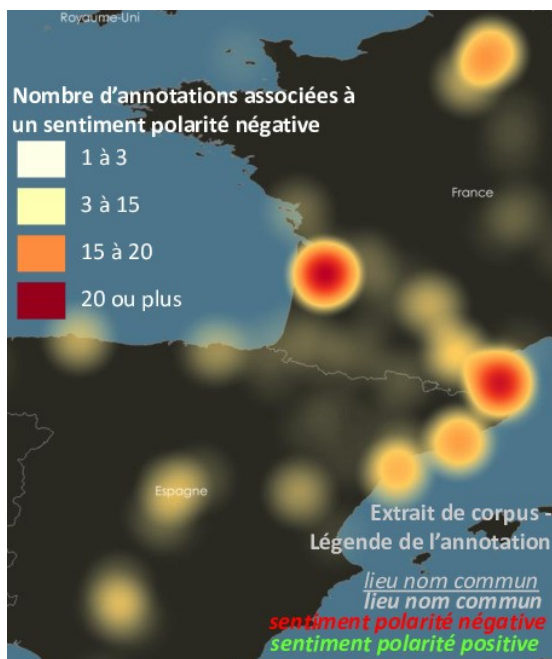 Royaume-Uni
Nombre d'annotations associées à
un sentiment polarité négative
1 à 3
3 à 15
15 à 20
20 ou plus
France
Espagne
Extrait de corpus -
Légende de l'annotation
lieu nom commun
lieu nom commun
sentiment polarité négative
sentiment polarité positive